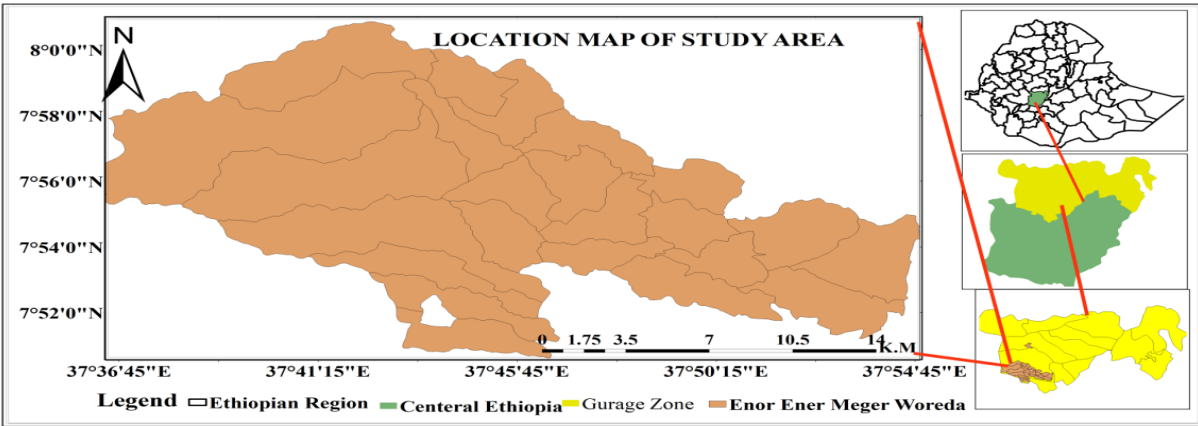 N
LOCATION MAP OF STUDY AREA
8°0'0"N
7°58'0"N
7°56'0"N
7°54'0"N
7°52'0"N
0 1.75 3.5 7 10.5 14
K.M
37°36'45"E 37°41'15"E 37°45'45"E 37°50'15"E 37°54'45"E
Legend Ethiopian Region Centeral Ethiopia Gurage Zone Enor Ener Meger Woreda